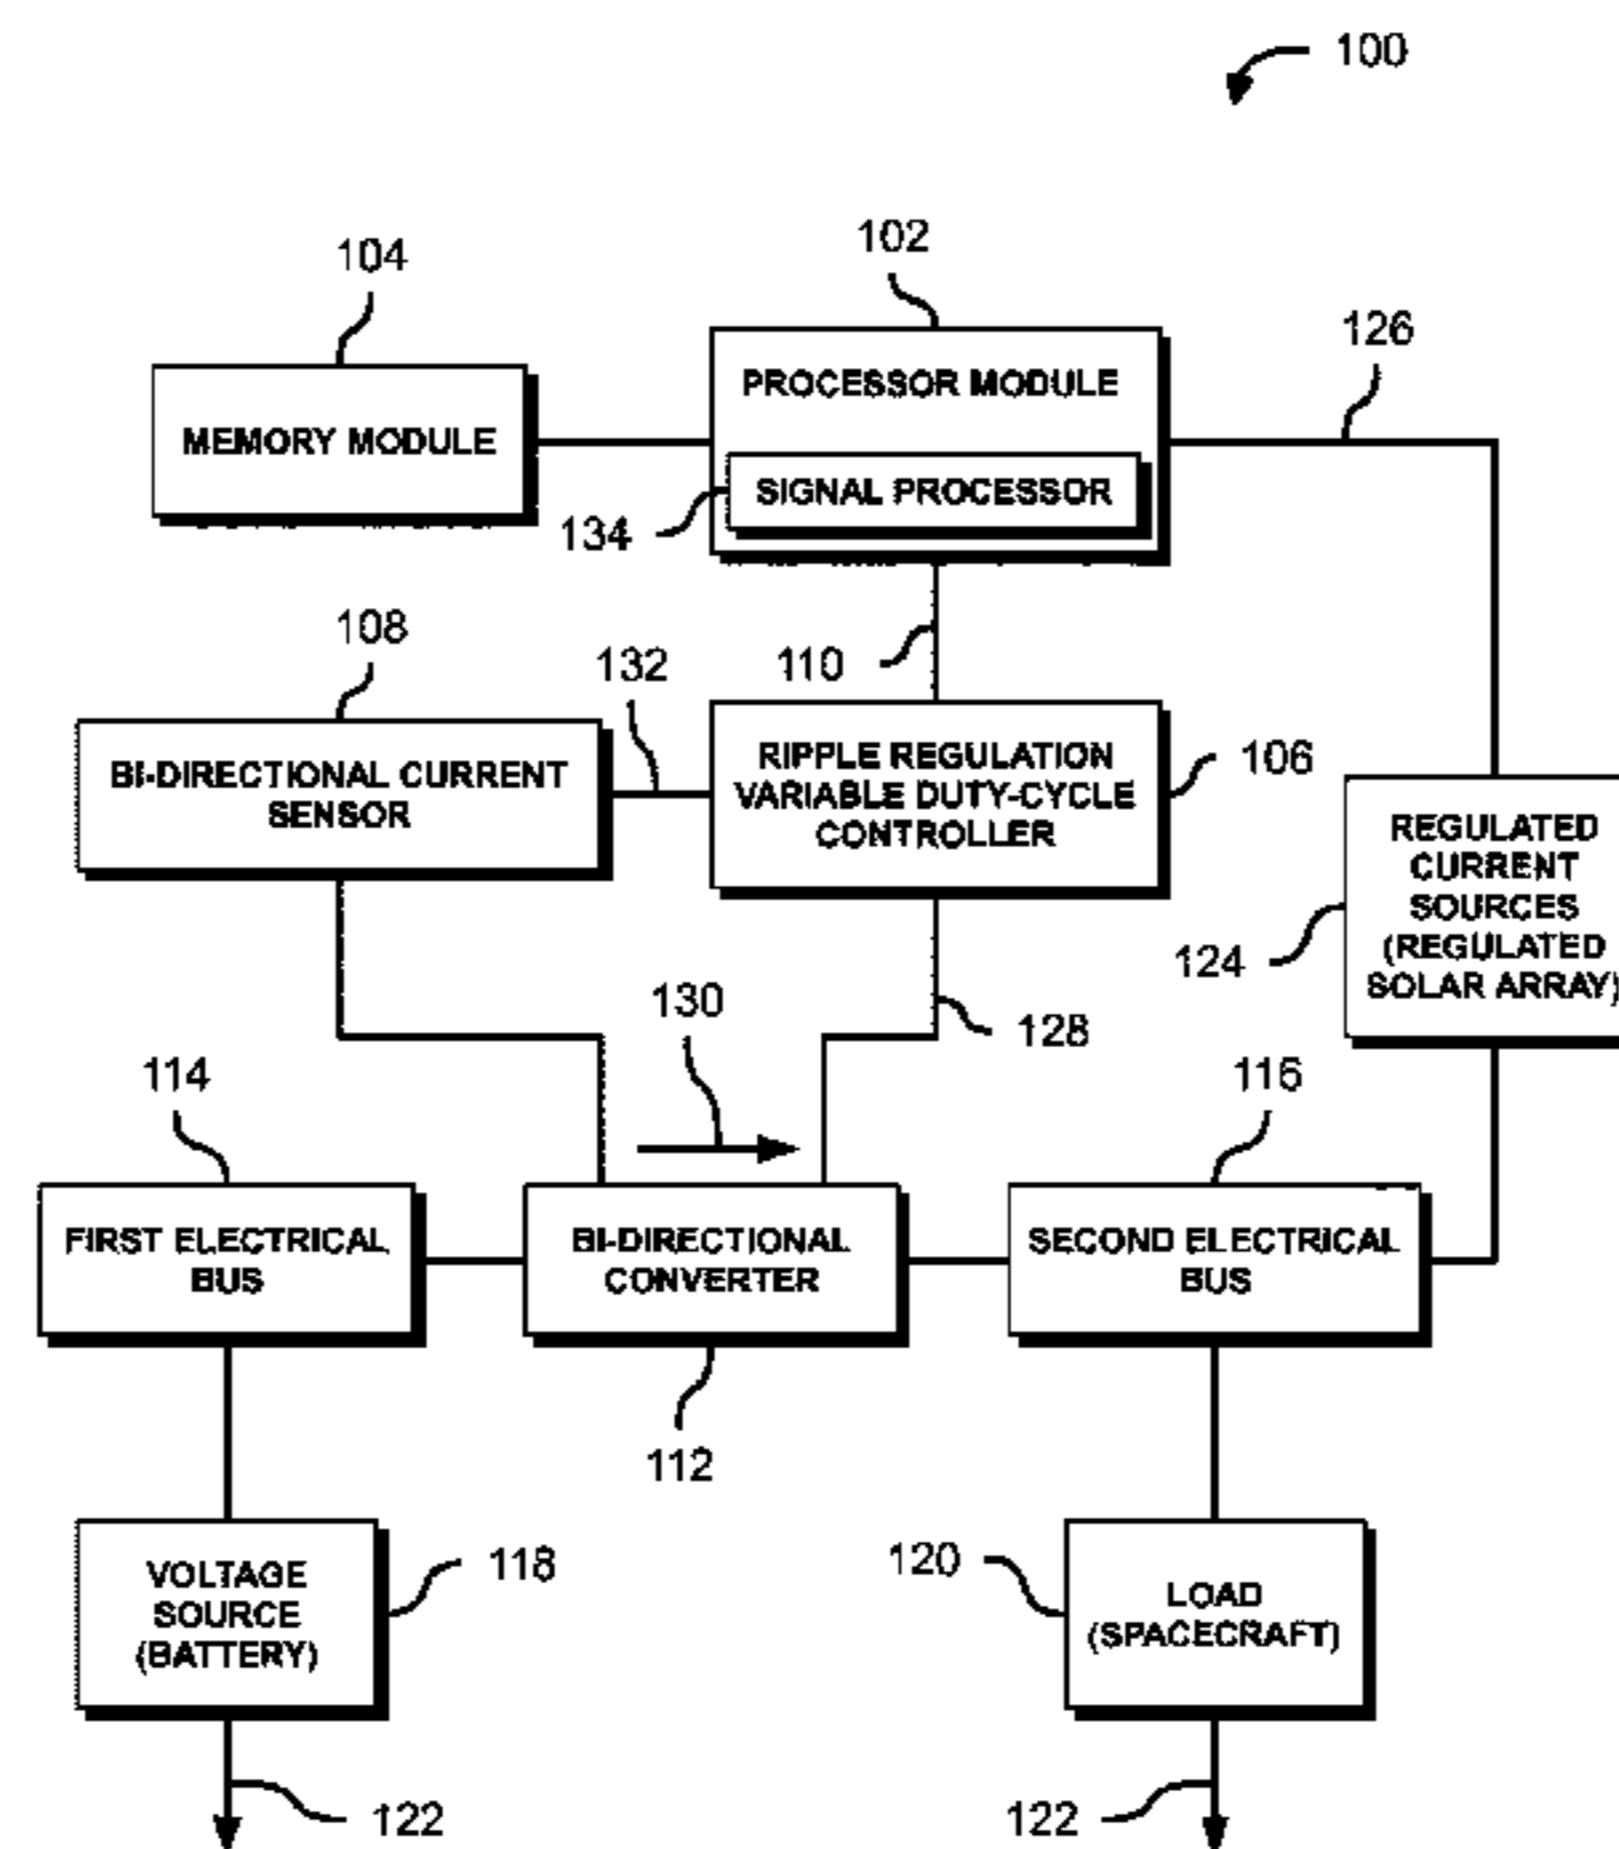 100
104
102
126
MEMORY MODULE
PROCESSOR MODULE
SIGNAL PROCESSOR
134
108
132
110
BI-DIRECTIONAL CURRENT
SENSOR
RIPPLE REGULATION
VARIABLE DUTY-CYCLE
CONTROLLER
106
REGULATED
CURRENT
SOURCES
(REGULATED
SOLAR ARRAY)
124
130
128
114
116
FIRST ELECTRICAL
BUS
BI-DIRECTIONAL
CONVERTER
SECOND ELECTRICAL
BUS
112
VOLTAGE
SOURCE
(BATTERY)
118
120
LOAD
(SPACECRAFT)
122
122